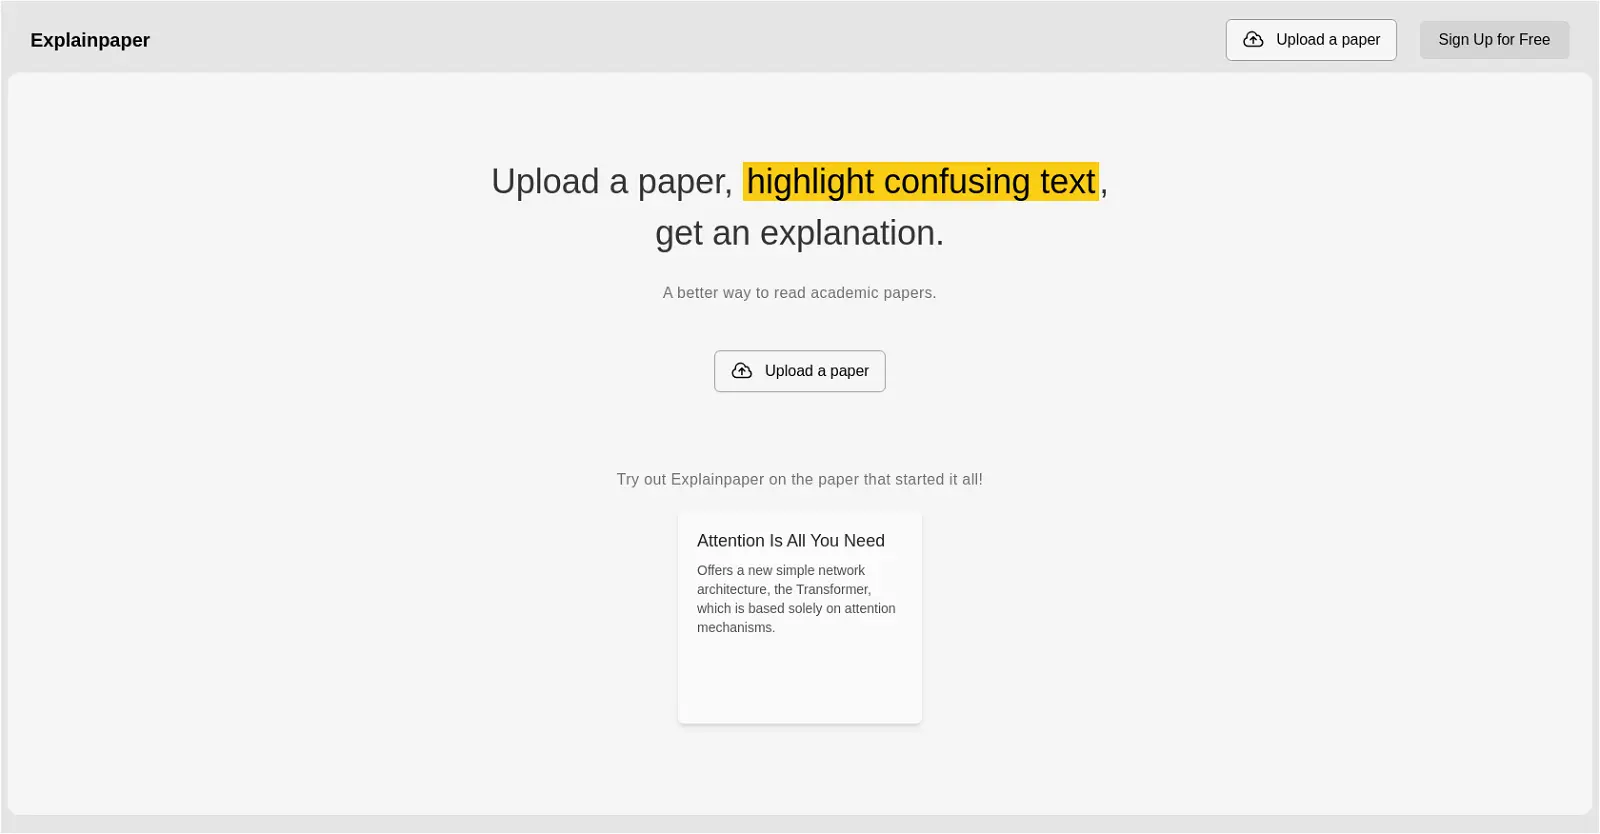 Explainpaper
Upload a paper
Sign Up for Free
Upload a paper, highlight confusing text,
get an explanation.
A better way to read academic papers.
Upload a paper
Try out Explainpaper on the paper that started it all!
Attention Is All You Need
Offers a new simple network
architecture, the Transformer,
which is based solely on attention
mechanisms.